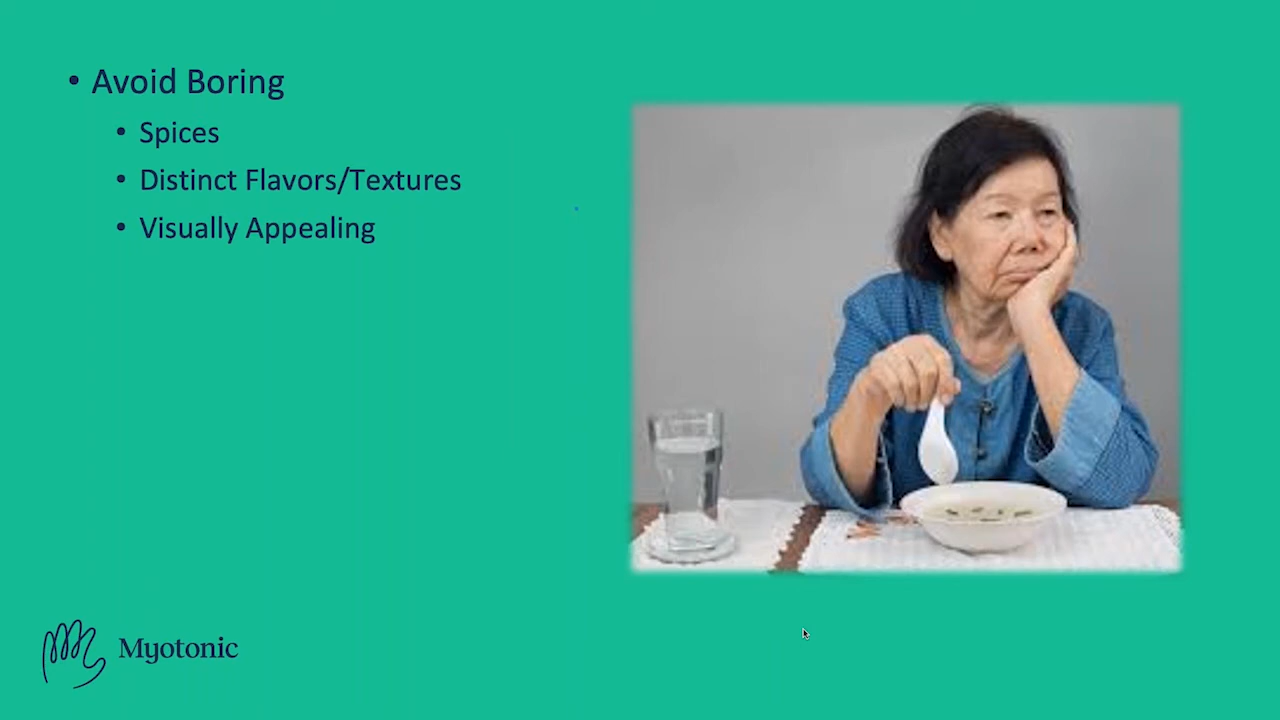 • Avoid Boring
• Spices
• Distinct Flavors/Textures
• Visually Appealing
Myotonic